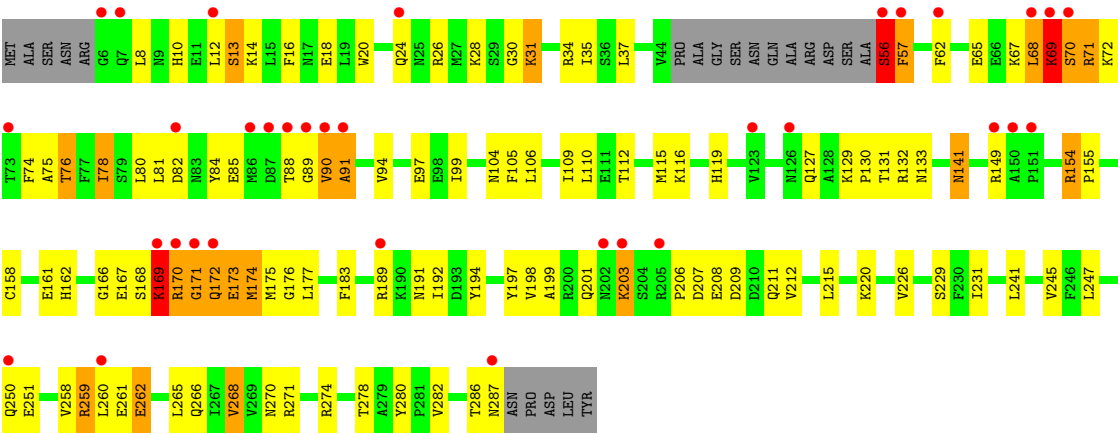 MET ALA SER ASN ARG G6 Q7 L8 N9 H10 E11 L12 S13 K14 L15 F16 N17 E18 L19 W20 Q24 N25 R26 M27 K28 S29 G30 K31 R34 I35 S36 L37 V44 PRO ALA GLY SER ASN GLN ALA ARG ASP SER ALA S56 F57 F62 E65 E66 K67 L68 K69 S70 R71 K72
T73 F74 A75 T76 F77 I78 S79 L80 L81 D82 N83 Y84 E85 M86 D87 T88 G89 V90 A91 V94 E97 E98 I99 N104 F105 L106 I109 L110 E111 T112 M115 K116 H119 V123 N126 Q127 A128 K129 P130 T131 R132 N133 N141 R149 A150 P151 R154 P155
C158 E161 H162 G166 E167 S168 K169 R170 G171 Q172 E173 M174 M175 G176 L177 F183 R189 K190 N191 I192 D193 Y194 Y197 V198 A199 R200 Q201 N202 K203 S204 R205 P206 D207 E208 D209 D210 Q211 V212 L215 K220 V226 S229 F230 I231 L241 V245 F246 L247
Q250 E251 V258 R259 L260 E261 E262 L265 Q266 I267 V268 V269 N270 R271 R274 T278 A279 Y280 P281 V282 T286 N287 ASN PRO ASP LEU TYR